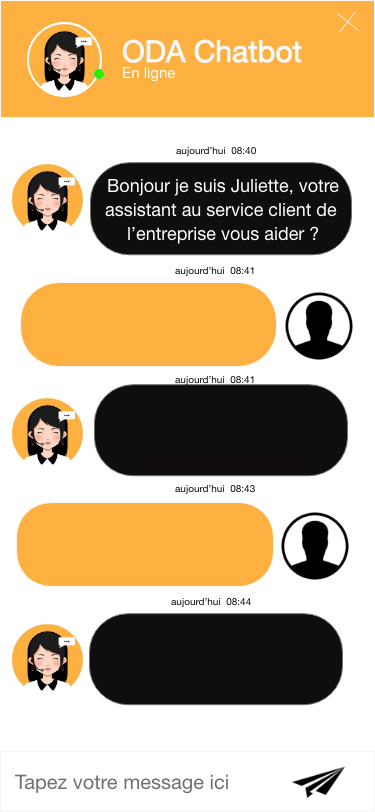 ODA Chatbot
En ligne
aujourd'hui 08:40
Bonjour je suis Juliette, votre
assistant au service client de
l'entreprise vous aider ?
aujourd'hui 08:41
aujourd'hui 08:41
aujourd'hui 08:43
aujourd'hui 08:44
Tapez votre message ici